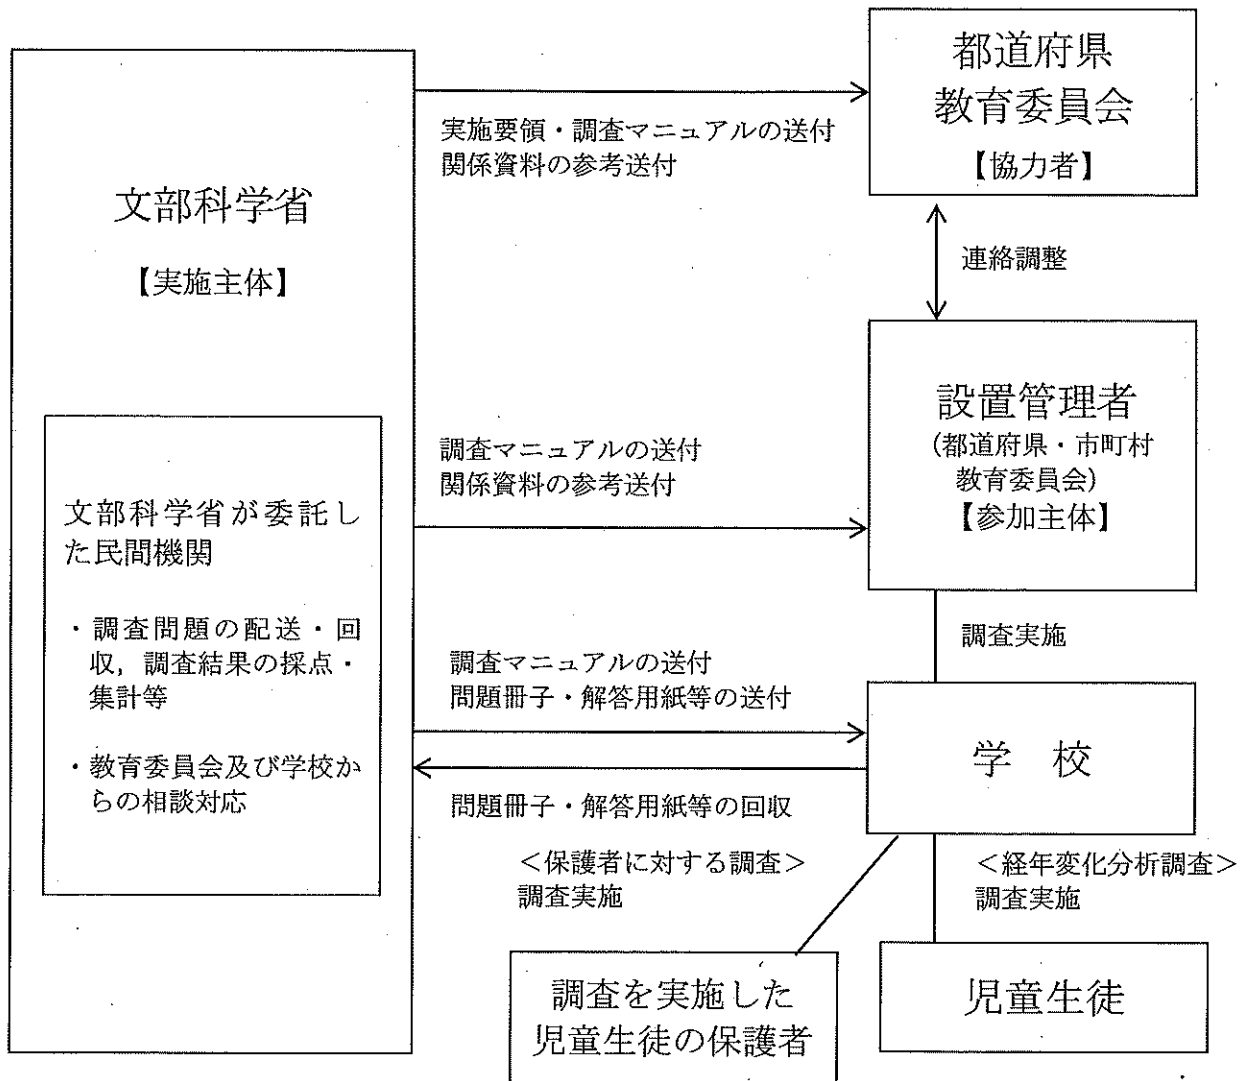 文部科学省
【実施主体】
文部科学省が委託し
た民間機関
・調査問題の配送・回
収，調査結果の採点・
集計等
・教育委員会及び学校か
らの相談対応
実施要領・調査マニュアルの送付
関係資料の参考送付
都道府県
教育委員会
【協力者】
連絡調整
調査マニュアルの送付
関係資料の参考送付
設置管理者
（都道府県・市町村
教育委員会）
【参加主体】
調査実施
調査マニュアルの送付
問題冊子・解答用紙等の送付
学　校
問題冊子・解答用紙等の回収
＜保護者に対する調査＞
調査実施
＜経年変化分析調査＞
調査実施
調査を実施した
児童生徒の保護者
児童生徒